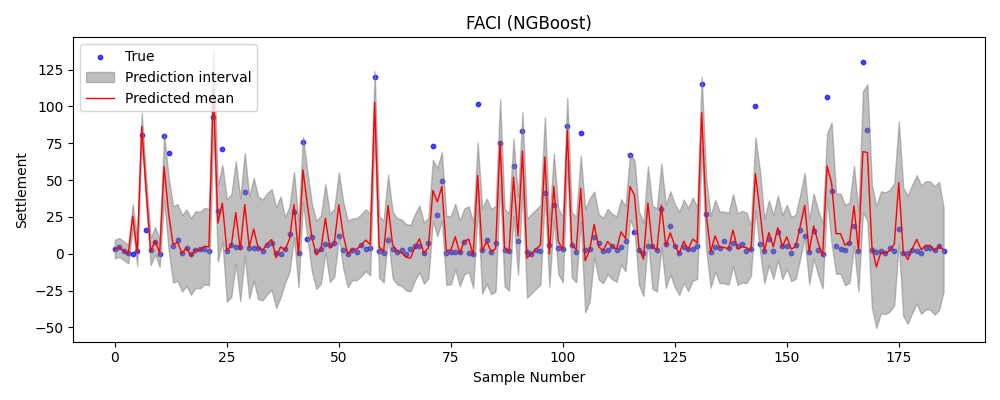 FACI (NGBoost)
True
Prediction interval
Predicted mean
Settlement
125
100
75
50
25
0
−25
−50
0 25 50 75 100 125 150 175
Sample Number